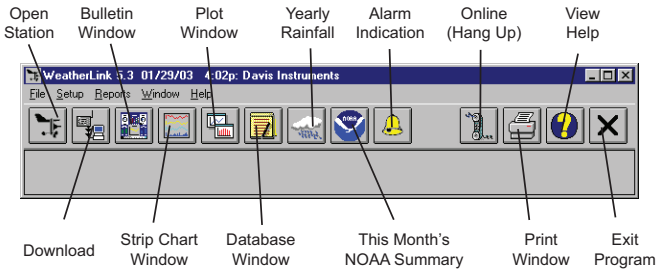 Open Station
Bulletin Window
Plot Window
Yearly Rainfall
Alarm Indication
Online (Hang Up)
View Help
WeatherLink 5.3 01/29/03 4:02p: Davis Instruments
File Setup Reports Window Help
NOAA
Download
Strip Chart Window
Database Window
This Month's NOAA Summary
Print Window
Exit Program